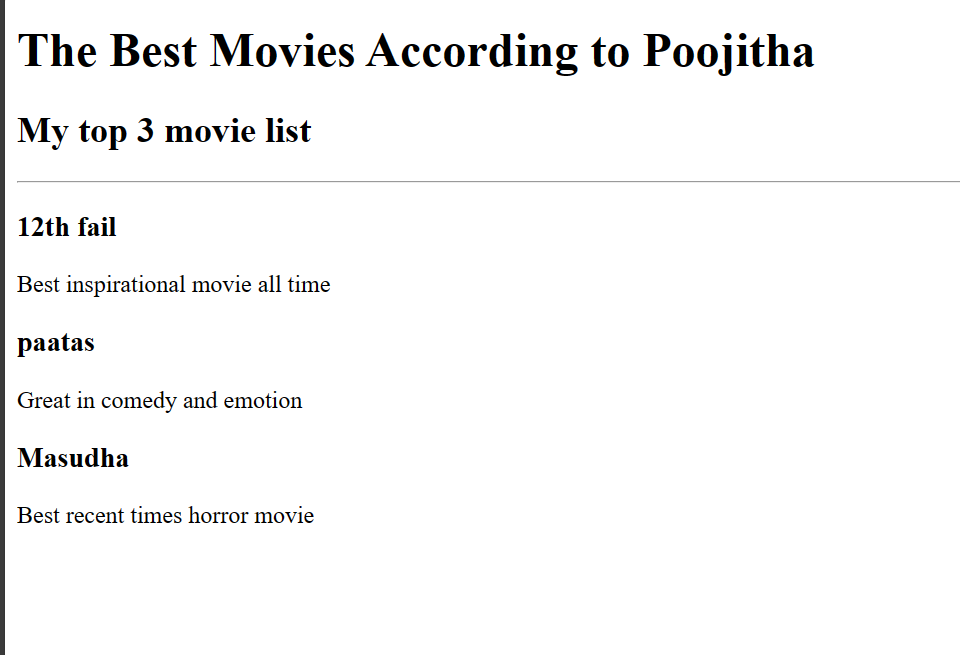 The Best Movies According to Poojitha
My top 3 movie list
12th fail
Best inspirational movie all time
paatas
Great in comedy and emotion
Masudha
Best recent times horror movie